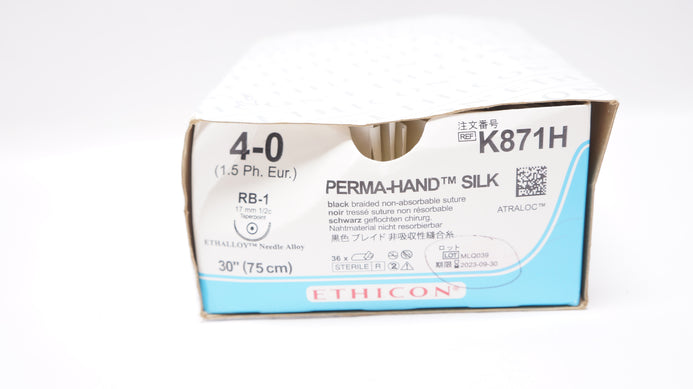 4-0
(1.5 Ph. Eur.)
RB-1
17 mm 1/2c
Taperpoint
ETHALLOY™ Needle Alloy
30" (75 cm)
注文番号
REF K871H
PERMA-HAND™ SILK
ATRALOC™
black braided non-absorbable suture
noir tressé suture non résorbable
schwarz geflochten chirurg.
Nahtmaterial nicht resorbierbar
黒色 ブレイド 非吸収性縫合糸
36 x
STERILE R
2
ロット
LOT MLQ039
期限 2023-09-30
ETHICON®